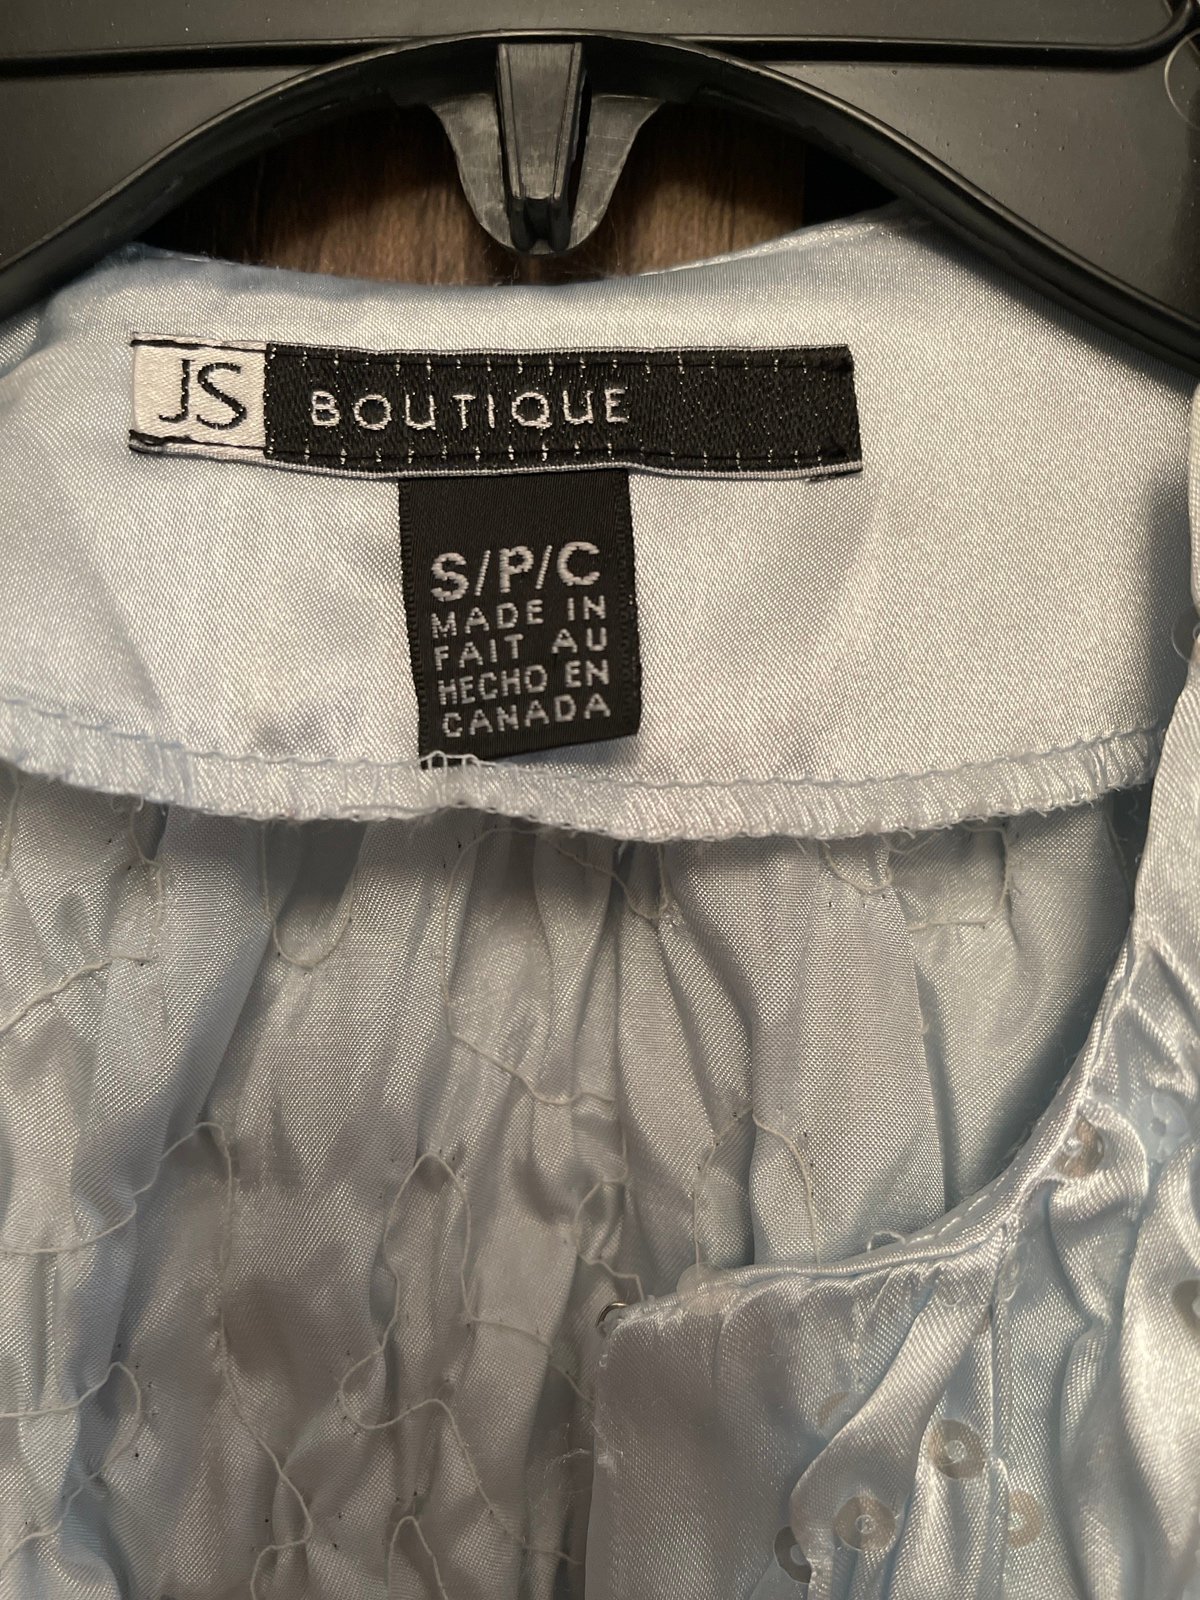 JS BOUTIQUE
S/P/C
MADE IN
FAIT AU
HECHO EN
CANADA